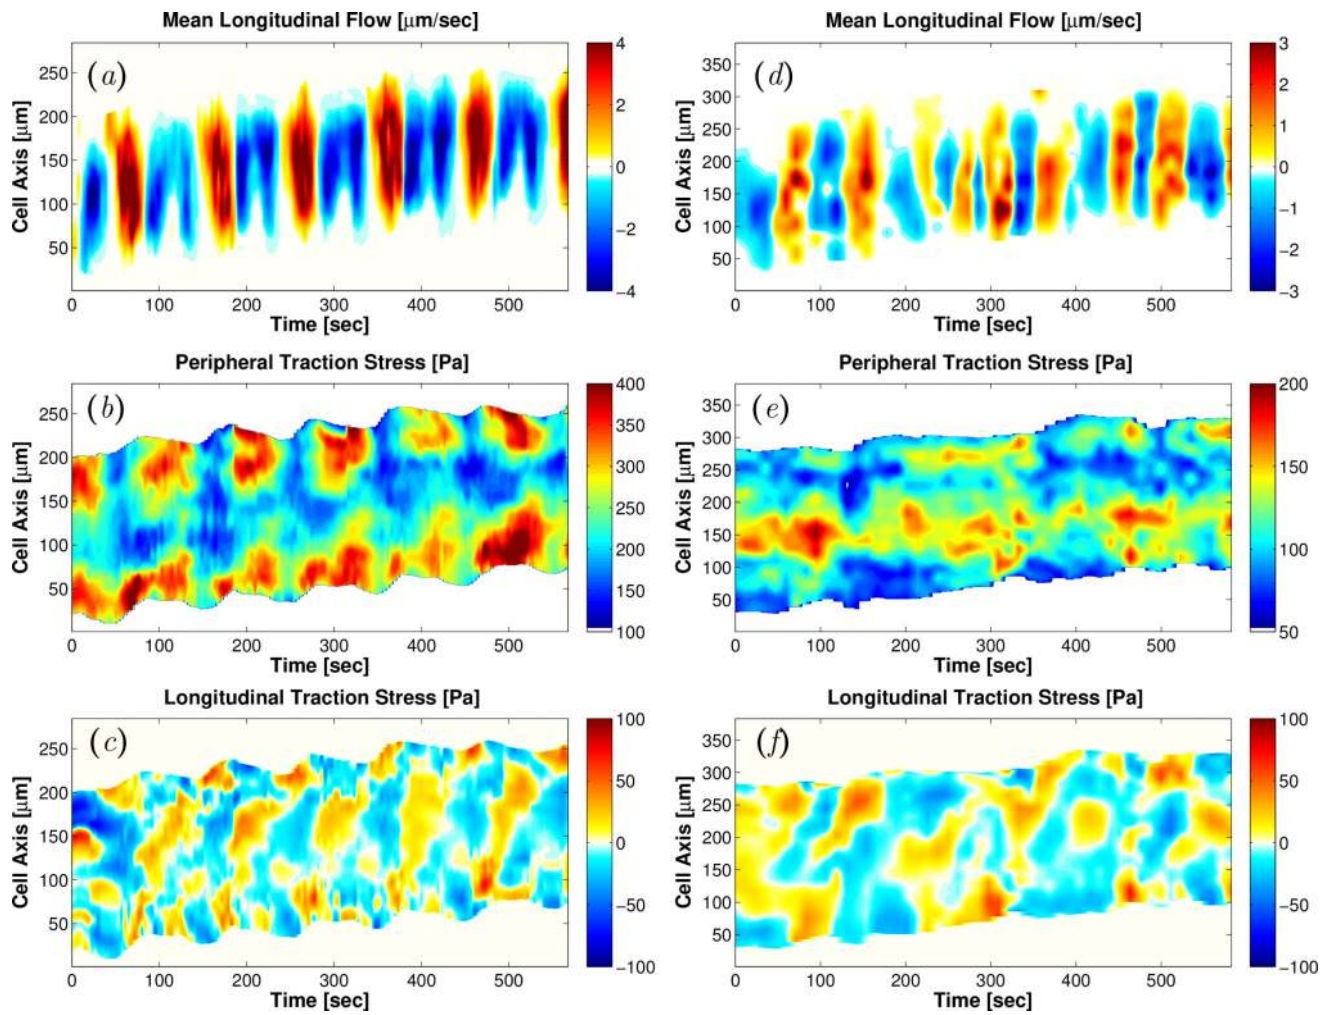 Mean Longitudinal Flow [μm/sec]
(a)
Cell Axis [μm]
250
200
150
100
50
0 100 200 300 400 500
Time [sec]
4
2
0
−2
−4
Mean Longitudinal Flow [μm/sec]
(d)
Cell Axis [μm]
350
300
250
200
150
100
50
0 100 200 300 400 500
Time [sec]
3
2
1
0
−1
−2
−3
Peripheral Traction Stress [Pa]
(b)
Cell Axis [μm]
250
200
150
100
50
0 100 200 300 400 500
Time [sec]
400
350
300
250
200
150
100
Peripheral Traction Stress [Pa]
(e)
Cell Axis [μm]
350
300
250
200
150
100
50
0 100 200 300 400 500
Time [sec]
200
150
100
50
Longitudinal Traction Stress [Pa]
(c)
Cell Axis [μm]
250
200
150
100
50
0 100 200 300 400 500
Time [sec]
100
50
0
−50
−100
Longitudinal Traction Stress [Pa]
(f)
Cell Axis [μm]
350
300
250
200
150
100
50
0 100 200 300 400 500
Time [sec]
100
50
0
−50
−100